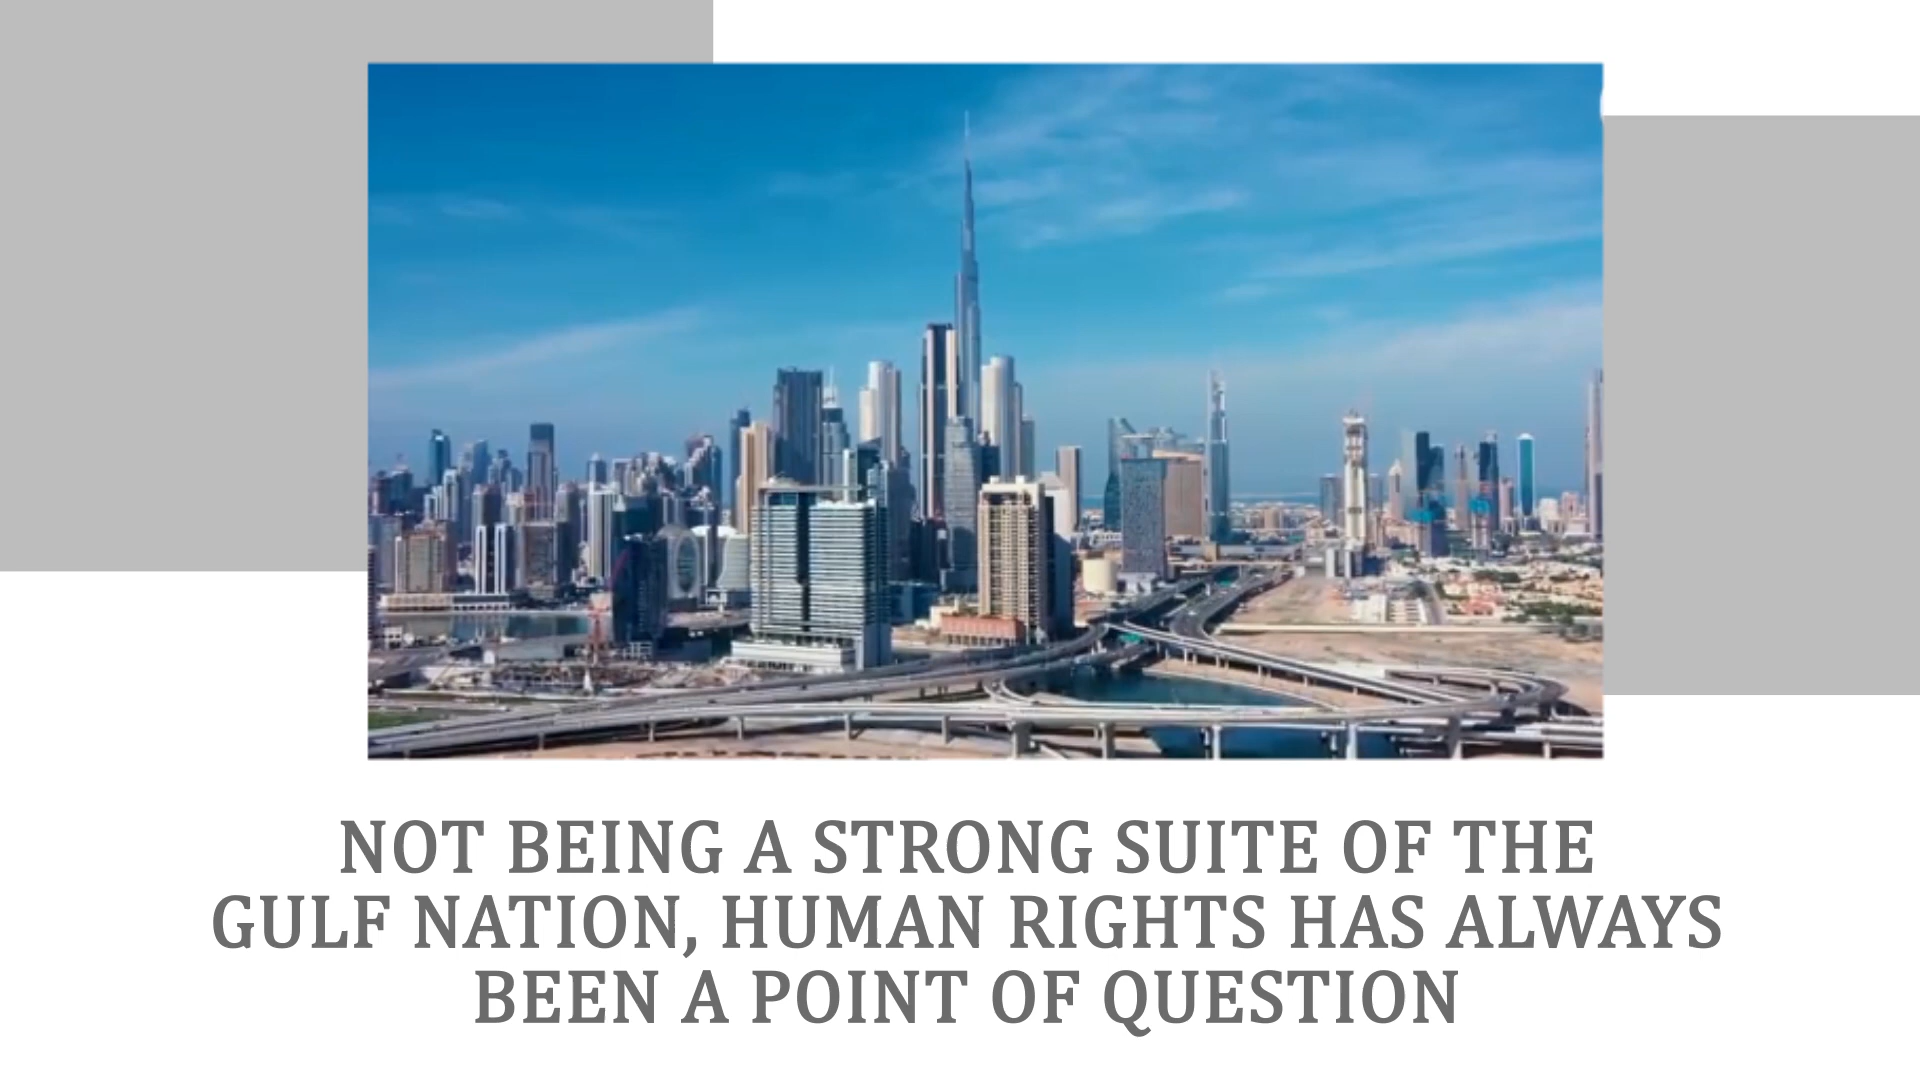 NOT BEING A STRONG SUITE OF THE
GULF NATION, HUMAN RIGHTS HAS ALWAYS
BEEN A POINT OF QUESTION